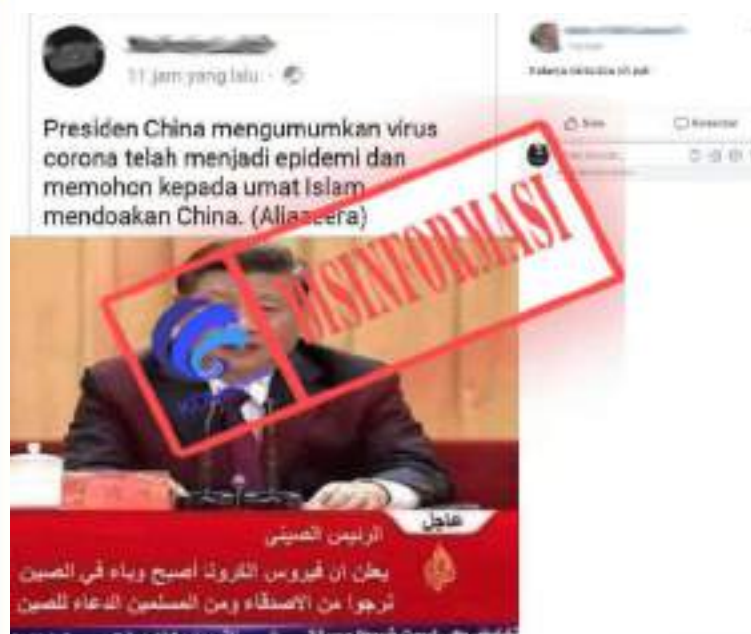 11 jam yang lalu
Presiden China mengumumkan virus
corona telah menjadi epidemi dan
memohon kepada umat Islam
mendoakan China. (Aljazeera)
DISINFORMASI
عاجل
الرئيس الصيني
يعلن ان فيروس الكرونا أصبح وباء في الصين
نرجوا من الاصدقاء ومن المسلمين الدعاء للصين